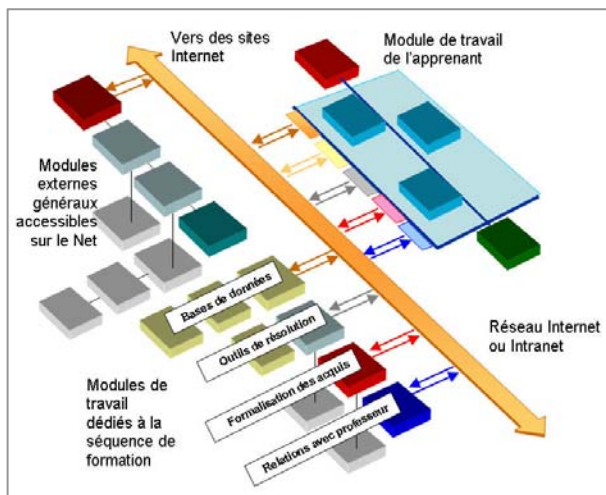 Vers des sites
Internet
Module de travail
de l'apprenant
Modules
externes
généraux
accessibles
sur le Net
Bases de données
Outils de résolution
Formalisation des acquis
Relations avec professeur
Réseau Internet
ou Intranet
Modules de
travail
dédiés à la
séquence de
formation